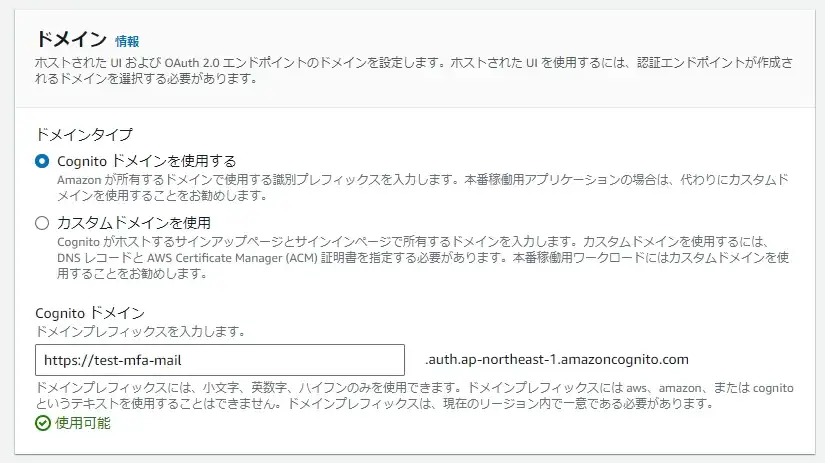 ドメイン 情報
ホストされた UI および OAuth 2.0 エンドポイントのドメインを設定します。ホストされた UI を使用するには、認証エンドポイントが作成さ
れるドメインを選択する必要があります。
ドメインタイプ
Cognito ドメインを使用する
Amazon が所有するドメインで使用する識別プレフィックスを入力します。本番稼働用アプリケーションの場合は、代わりにカスタムド
メインを使用することをお勧めします。
カスタムドメインを使用
Cognito がホストするサインアップページとサインインページで所有するドメインを入力します。カスタムドメインを使用するには、
DNS レコードと AWS Certificate Manager (ACM) 証明書を指定する必要があります。本番稼働用ワークロードにはカスタムドメインを使
用することをお勧めします。
Cognito ドメイン
ドメインプレフィックスを入力します。
https://test-mfa-mail .auth.ap-northeast-1.amazoncognito.com
ドメインプレフィックスには、小文字、英数字、ハイフンのみを使用できます。ドメインプレフィックスには aws、amazon、または cognito
というテキストを使用することはできません。ドメインプレフィックスは、現在のリージョン内で一意である必要があります。
使用可能